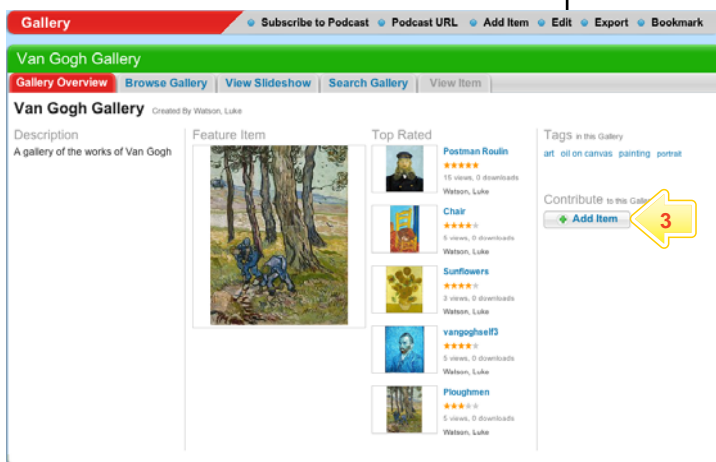 Gallery
Subscribe to Podcast Podcast URL Add Item Edit Export Bookmark
Van Gogh Gallery
Gallery Overview Browse Gallery View Slideshow Search Gallery View Item
Van Gogh Gallery Created By Watson, Luke
Description
A gallery of the works of Van Gogh
Feature Item
Top Rated
Postman Roulin
15 views, 0 downloads
Watson, Luke
Chair
5 views, 0 downloads
Watson, Luke
Sunflowers
3 views, 0 downloads
Watson, Luke
vangoghself3
5 views, 0 downloads
Watson, Luke
Ploughmen
5 views, 0 downloads
Watson, Luke
Tags in this Gallery
art oil on canvas painting portrait
Contribute to this Galle
Add Item
3